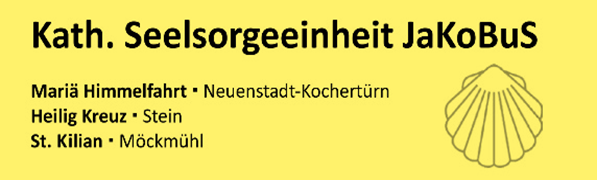 Kath. Seelsorgeeinheit JaKoBuS
Mariä Himmelfahrt ▪ Neuenstadt-Kochertürn
Heilig Kreuz ▪ Stein
St. Kilian ▪ Möckmühl